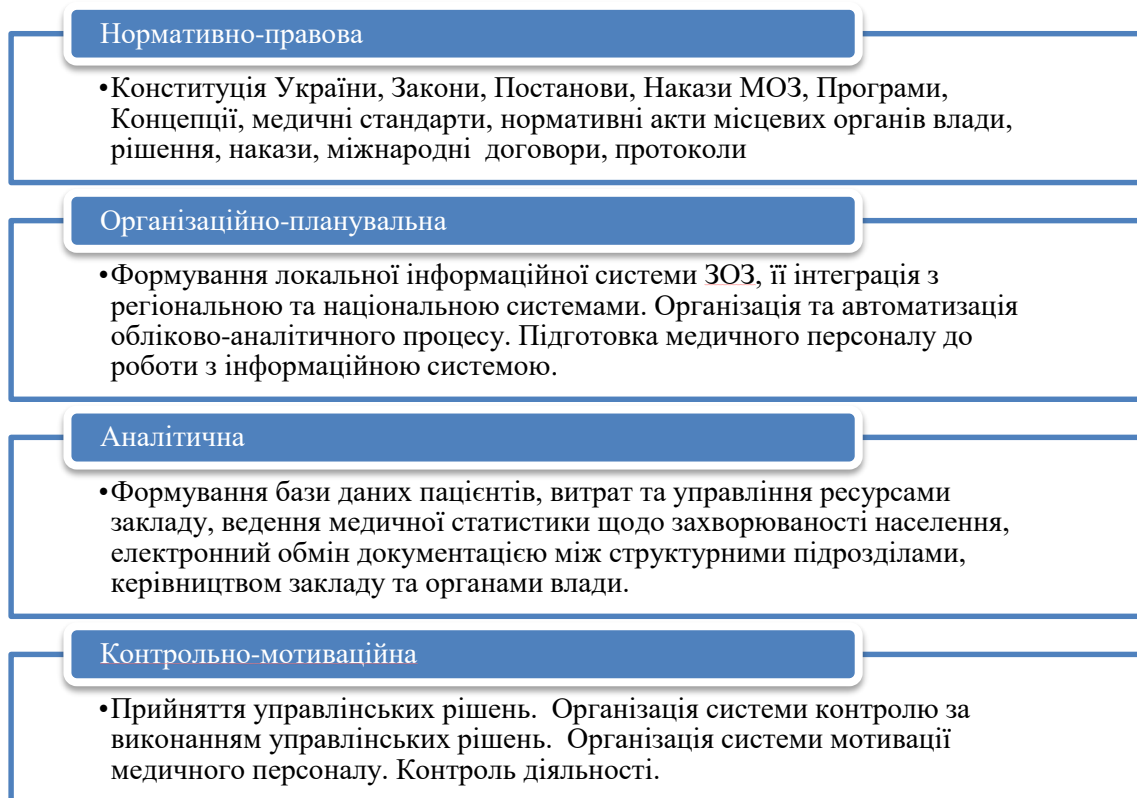 Нормативно-правова
•Конституція України, Закони, Постанови, Накази МОЗ, Програми,
Концепції, медичні стандарти, нормативні акти місцевих органів влади,
рішення, накази, міжнародні  договори, протоколи
Організаційно-планувальна
•Формування локальної інформаційної системи ЗОЗ, її інтеграція з
регіональною та національною системами. Організація та автоматизація
обліково-аналітичного процесу. Підготовка медичного персоналу до
роботи з інформаційною системою.
Аналітична
•Формування бази даних пацієнтів, витрат та управління ресурсами
закладу, ведення медичної статистики щодо захворюваності населення,
електронний обмін документацією між структурними підрозділами,
керівництвом закладу та органами влади.
Контрольно-мотиваційна
•Прийняття управлінських рішень.  Організація системи контролю за
виконанням управлінських рішень.  Організація системи мотивації
медичного персоналу. Контроль діяльності.